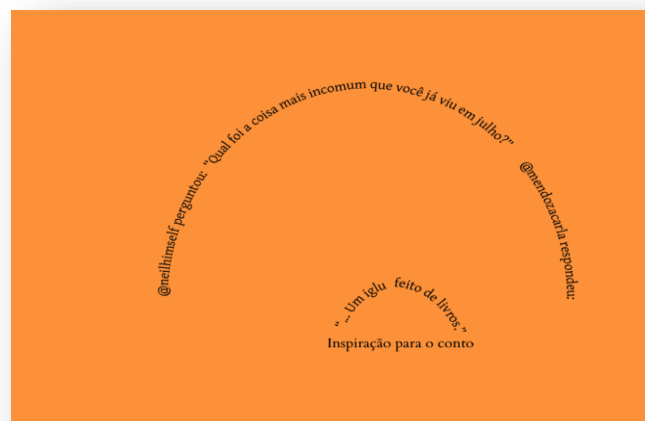 @neilhimself perguntou: “Qual foi a coisa mais incomum que você já viu em julho?” @mendozacarla respondeu:
“ ... Um iglu feito de livros.”
Inspiração para o conto